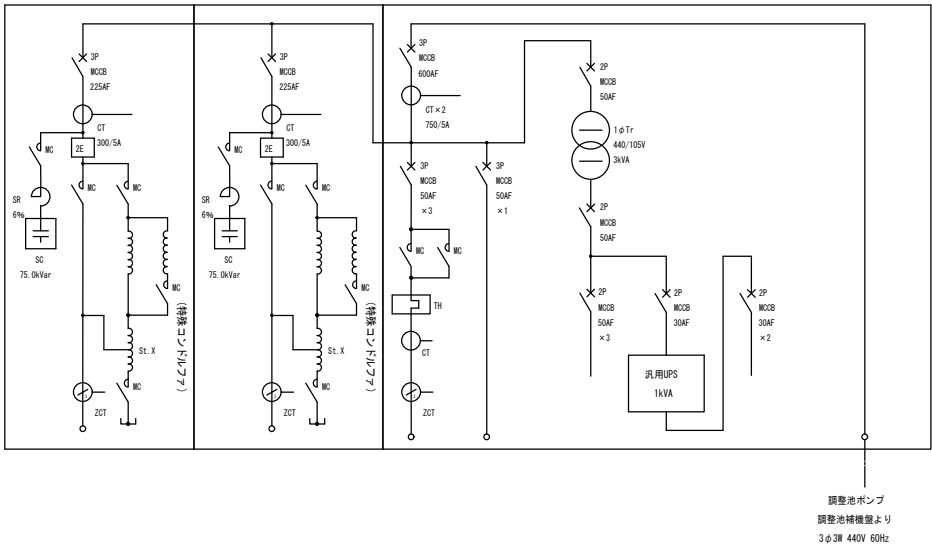 3P
MCCB
225AF
CT
300/5A
2E
MC
SR
6%
SC
75.0kVar
MC
MC
MC
(特殊コンドルファ)
St.X
MC
ZCT
3P
MCCB
225AF
CT
300/5A
2E
MC
SR
6%
SC
75.0kVar
MC
MC
MC
(特殊コンドルファ)
St.X
MC
ZCT
3P
MCCB
600AF
CT×2
750/5A
3P
MCCB
50AF
×3
3P
MCCB
50AF
×1
MC
MC
TH
CT
ZCT
2P
MCCB
50AF
1φTr
440/105V
3kVA
2P
MCCB
50AF
2P
MCCB
50AF
×3
2P
MCCB
30AF
2P
MCCB
30AF
×2
汎用UPS
1kVA
調整池ポンプ
調整池補機盤より
3φ3W 440V 60Hz